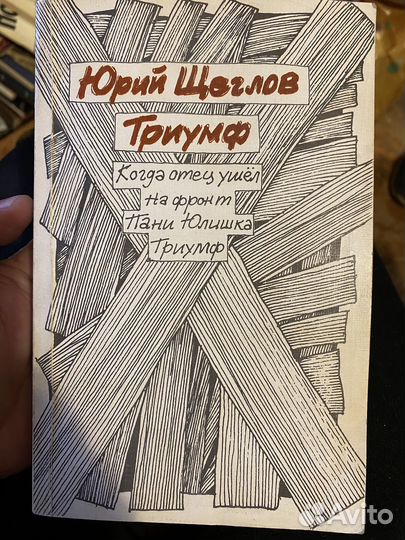 Юрий Щеглов
Триумф
Когда отец ушёл
на фронт
Пани Юлишка
Триумф
Avito